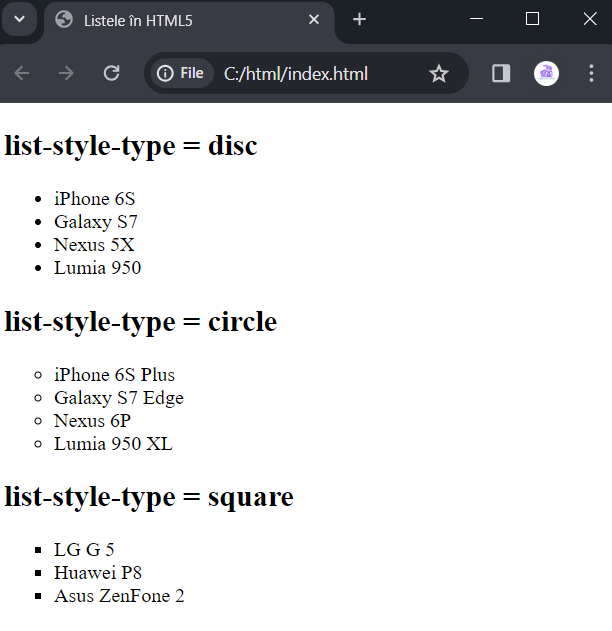 Listele în HTML5
File C:/html/index.html
list-style-type = disc
iPhone 6S
Galaxy S7
Nexus 5X
Lumia 950
list-style-type = circle
iPhone 6S Plus
Galaxy S7 Edge
Nexus 6P
Lumia 950 XL
list-style-type = square
LG G 5
Huawei P8
Asus ZenFone 2